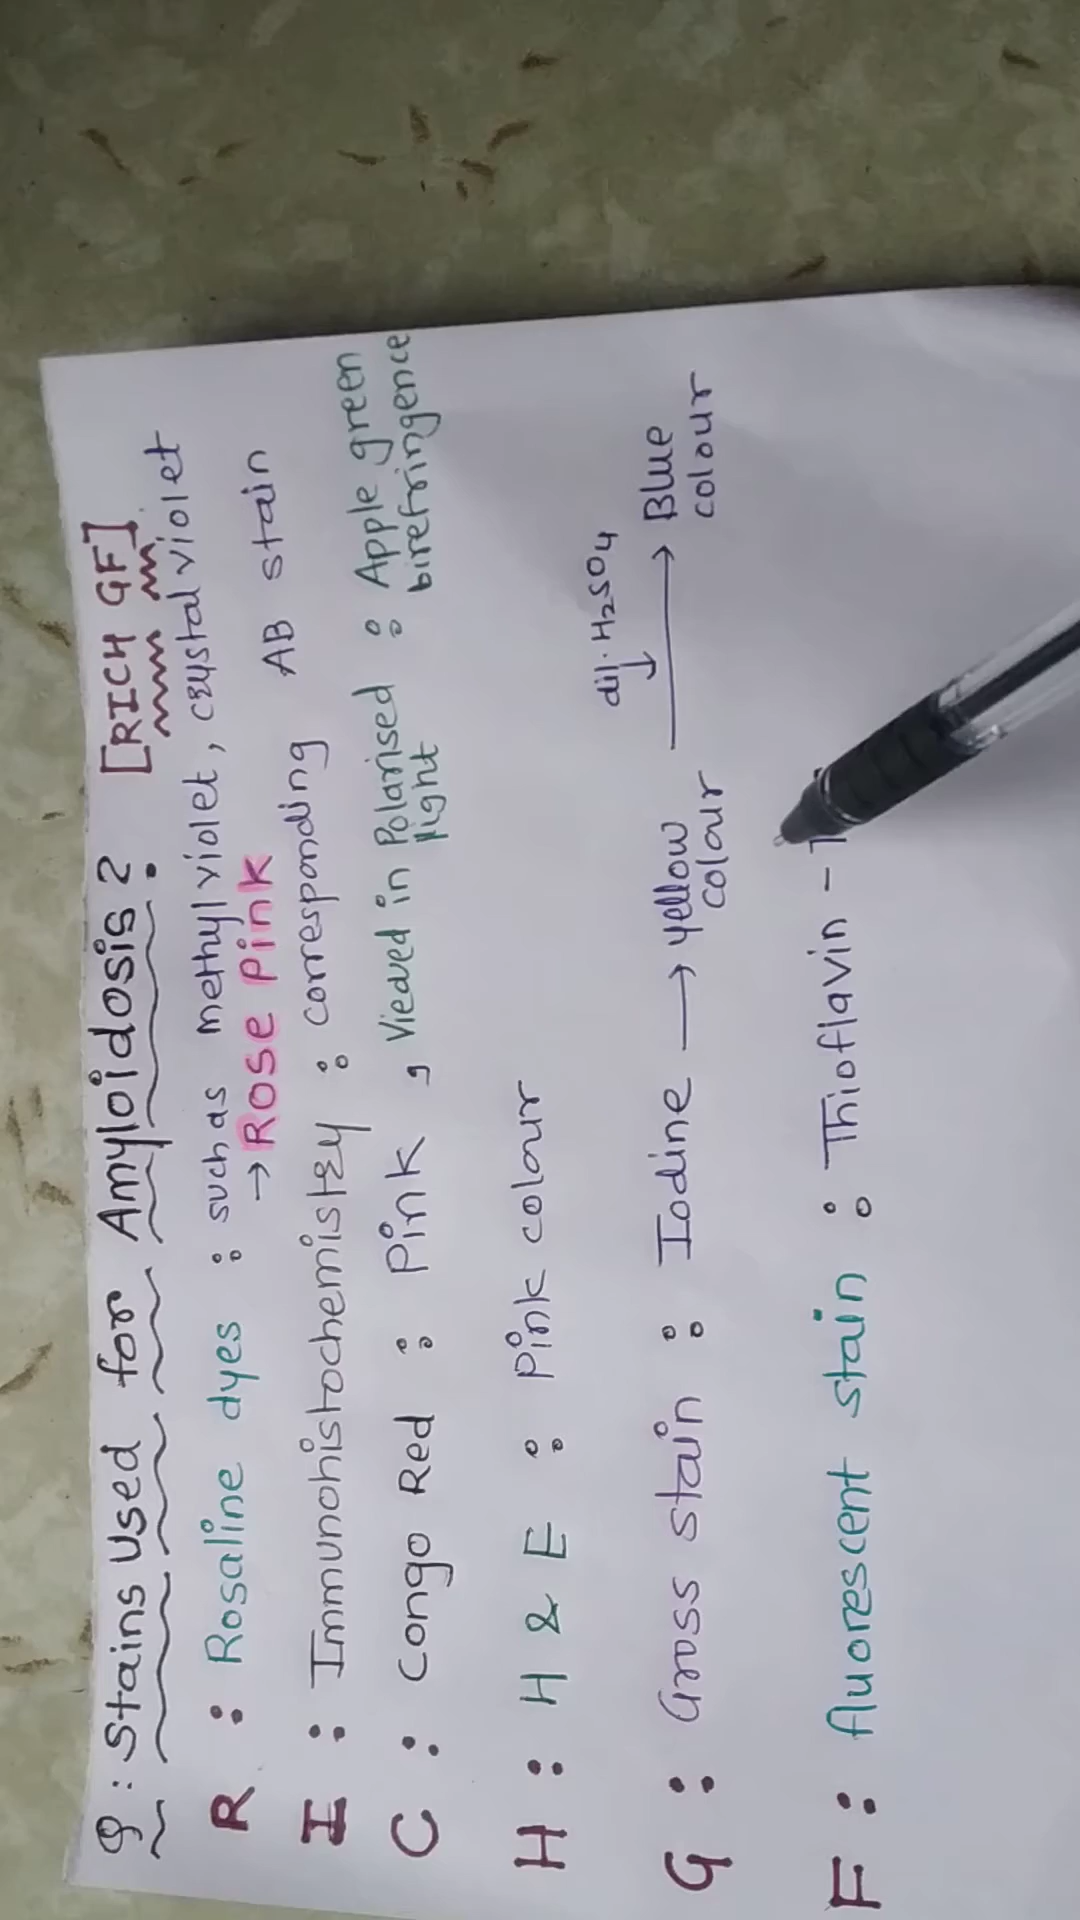 Q: Stains Used for Amyloidosis? [RICH GF]
R : Rosaline dyes : such as methyl violet, crystal violet
→ Rose Pink
I : Immunohistochemistry : corresponding AB stain
C : Congo Red : Pink, Vieaved in Polarised light : Apple green birefringence
H : H & E : Pink colour
G : Gross stain : Iodine → yellow colour dil. H2SO4 → Blue colour
F : fluorescent stain : Thioflavin -